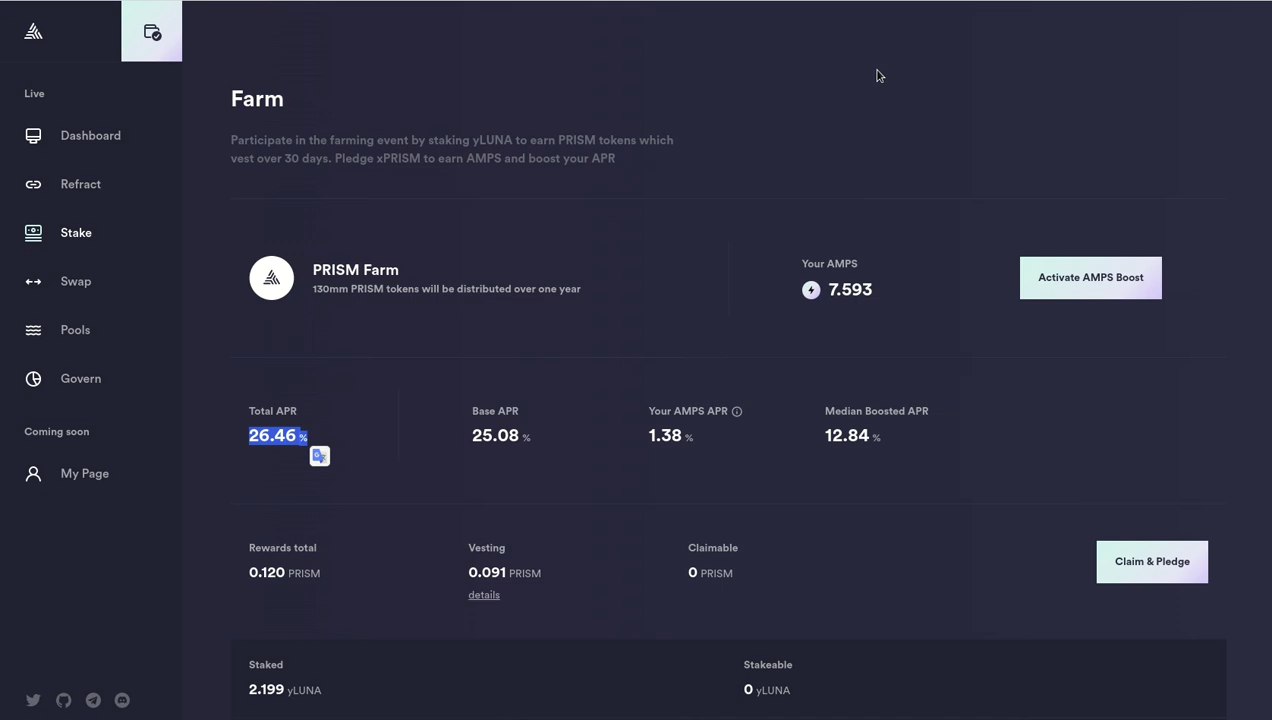 Live
Dashboard
Refract
Stake
Swap
Pools
Govern
Coming soon
My Page
Farm
Participate in the farming event by staking yLUNA to earn PRISM tokens which
vest over 30 days. Pledge xPRISM to earn AMPS and boost your APR
PRISM Farm
130mm PRISM tokens will be distributed over one year
Your AMPS
7.593
Activate AMPS Boost
Total APR
26.46 %
Base APR
25.08 %
Your AMPS APR
1.38 %
Median Boosted APR
12.84 %
Rewards total
0.120 PRISM
Vesting
0.091 PRISM
details
Claimable
0 PRISM
Claim & Pledge
Staked
2.199 yLUNA
Stakeable
0 yLUNA